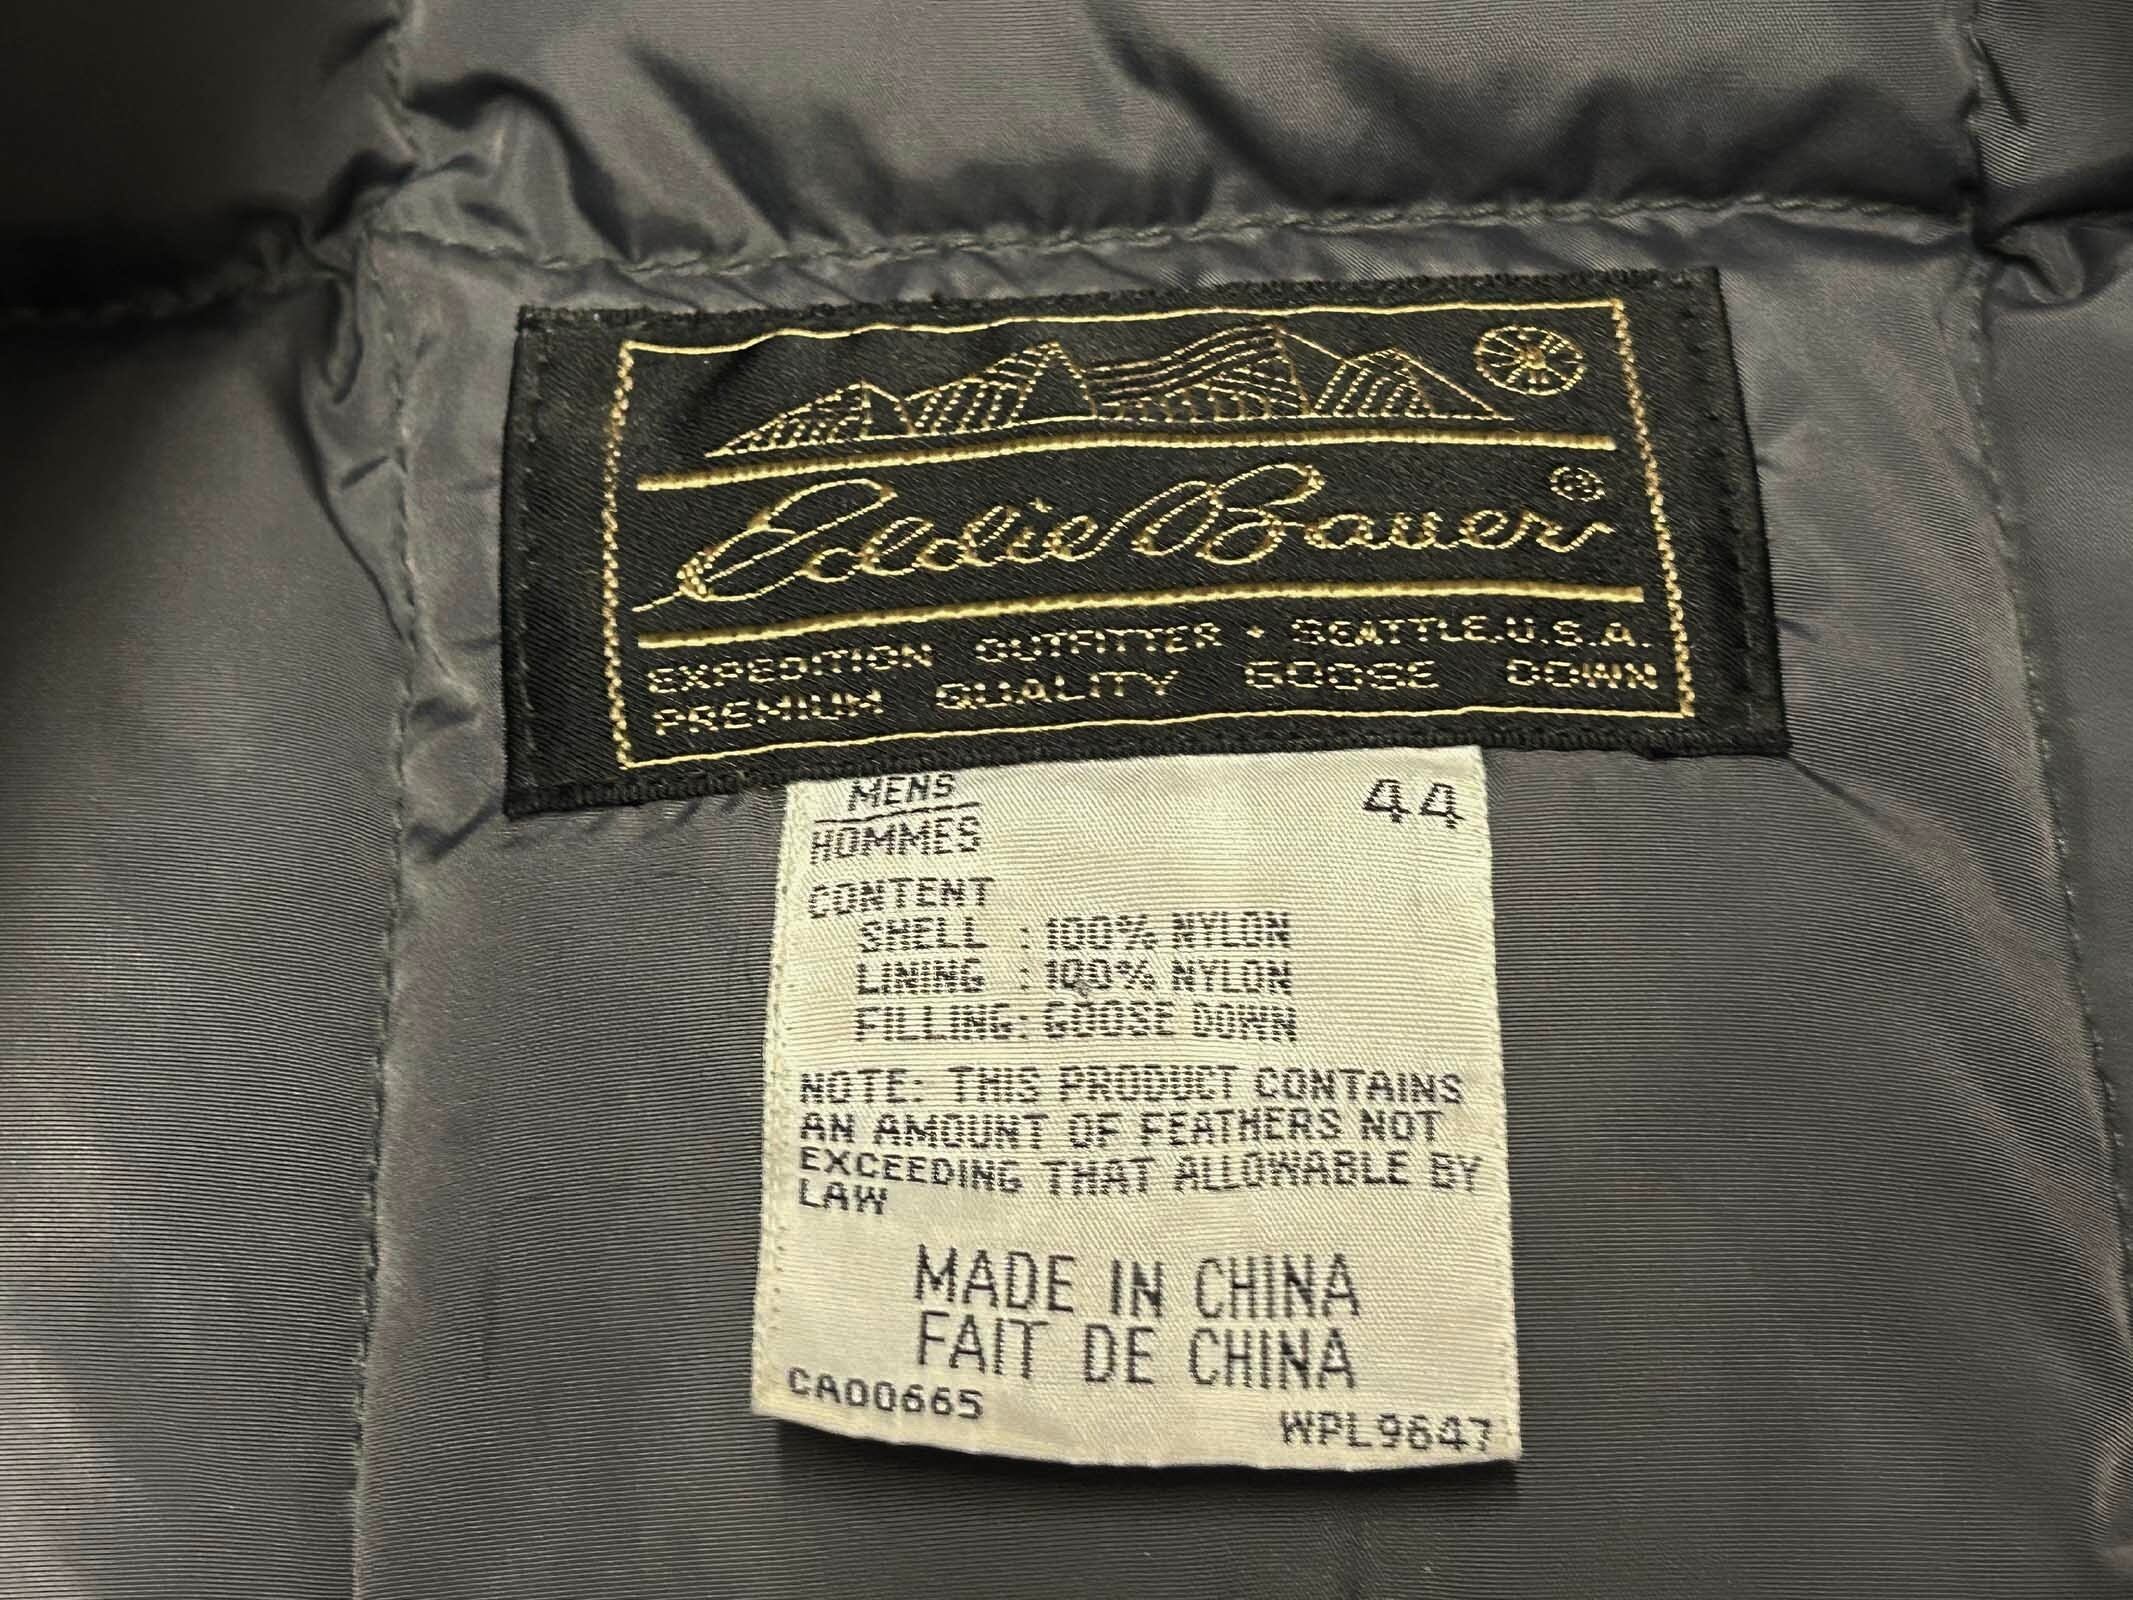 Eddie Bauer ®
EXPEDITION OUTFITTER • SEATTLE, U.S.A.
PREMIUM QUALITY GOOSE DOWN
MENS 44
HOMMES
CONTENT
SHELL : 100% NYLON
LINING : 100% NYLON
FILLING: GOOSE DOWN
NOTE: THIS PRODUCT CONTAINS
AN AMOUNT OF FEATHERS NOT
EXCEEDING THAT ALLOWABLE BY
LAW
MADE IN CHINA
FAIT DE CHINA
CA00665
WPL9647